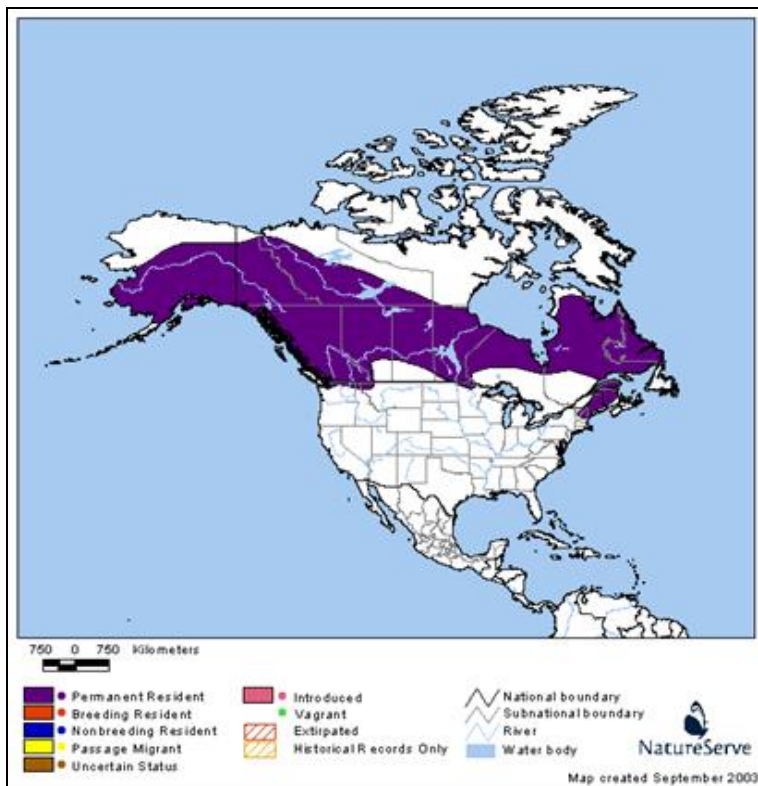 750 0 750 Kilometers
Permanent Resident
Breeding Resident
Nonbreeding Resident
Passage Migrant
Uncertain Status
Introduced
Vagrant
Extirpated
Historical Records Only
National boundary
Subnational boundary
River
Water body
NatureServe
Map created September 2003